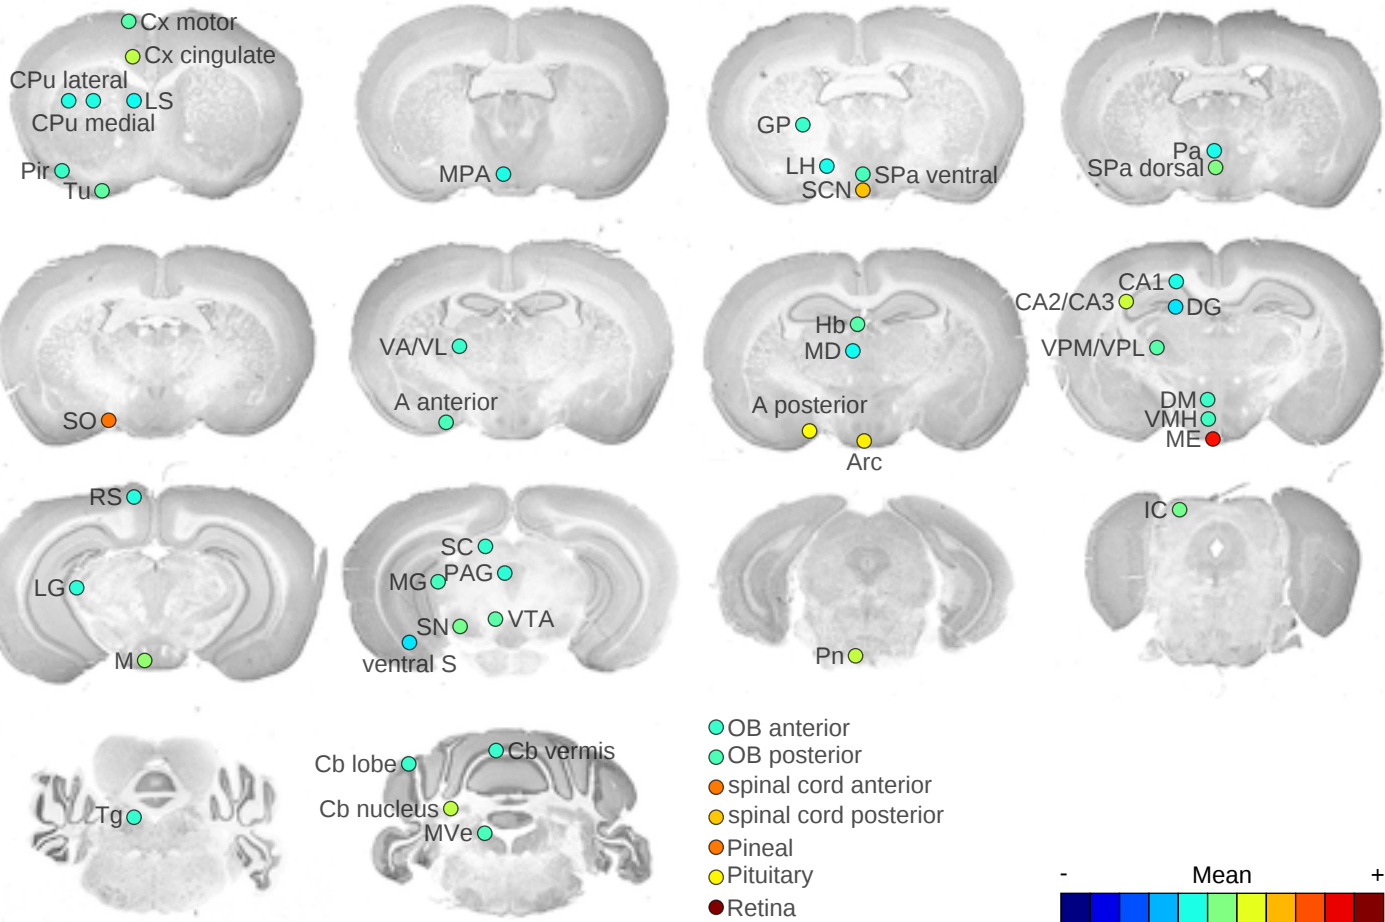 Cx motor
Cx cingulate
CPu lateral
LS
CPu medial
Pir
Tu
MPA
GP
LH
SPa ventral
SCN
Pa
SPa dorsal
SO
VA/VL
A anterior
Hb
MD
A posterior
Arc
CA1
CA2/CA3
DG
VPM/VPL
DM
VMH
ME
RS
LG
M
SC
PAG
MG
VTA
SN
ventral S
Pn
IC
Tg
Cb vermis
Cb lobe
Cb nucleus
MVe
OB anterior
OB posterior
spinal cord anterior
spinal cord posterior
Pineal
Pituitary
Retina
- Mean +